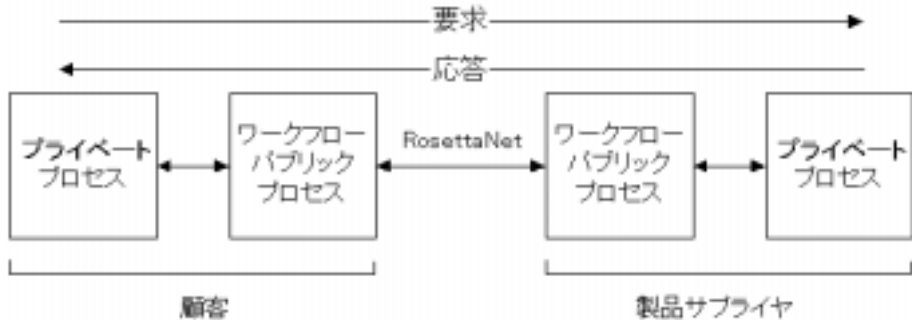 要求
応答
プライベート
プロセス
ワークフロー
パブリック
プロセス
RosettaNet
ワークフロー
パブリック
プロセス
プライベート
プロセス
顧客
製品サプライヤ